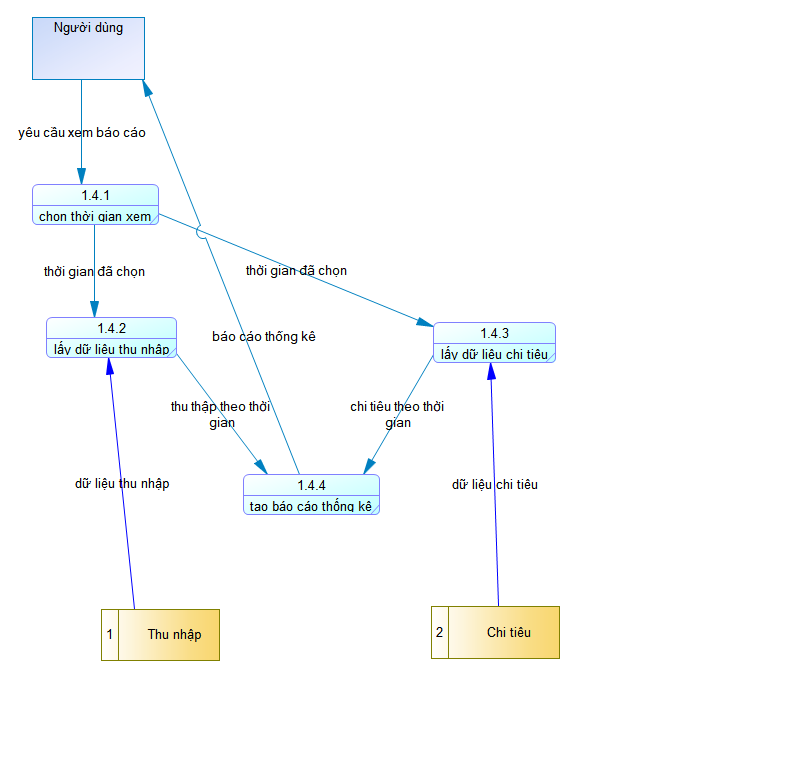 Người dùng
yêu cầu xem báo cáo
1.4.1
chon thời gian xem
thời gian đã chọn
thời gian đã chọn
1.4.2
lấy dữ liệu thu nhập
1.4.3
lấy dữ liệu chi tiêu
báo cáo thống kê
thu thập theo thời
gian
chi tiêu theo thời
gian
1.4.4
tao báo cáo thống kê
dữ liệu thu nhập
dữ liệu chi tiêu
1
Thu nhập
2
Chi tiêu